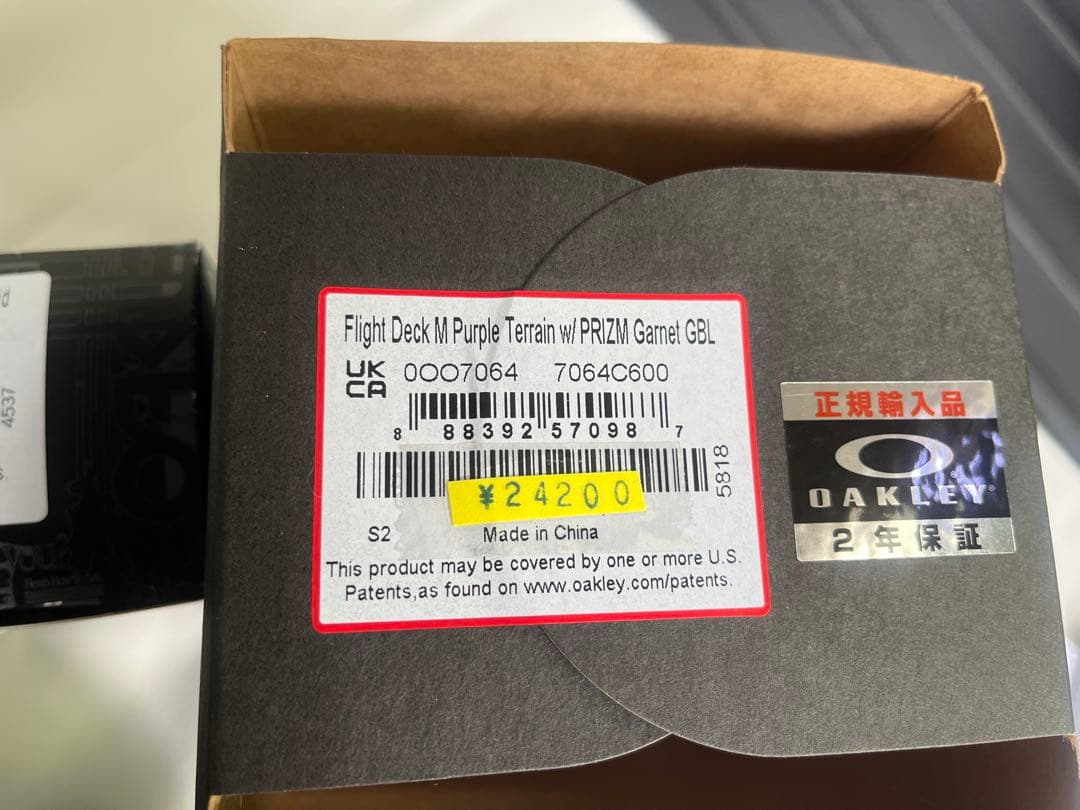 Flight Deck M Purple Terrain w/ PRIZM Garnet GBL
UK
CA
0OO7064 7064C600
8 88392 57098 7
5818
¥24200
S2 Made in China
This product may be covered by one or more U.S.
Patents,as found on www.oakley.com/patents.
正規輸入品
OAKLEY
2年保証
4537